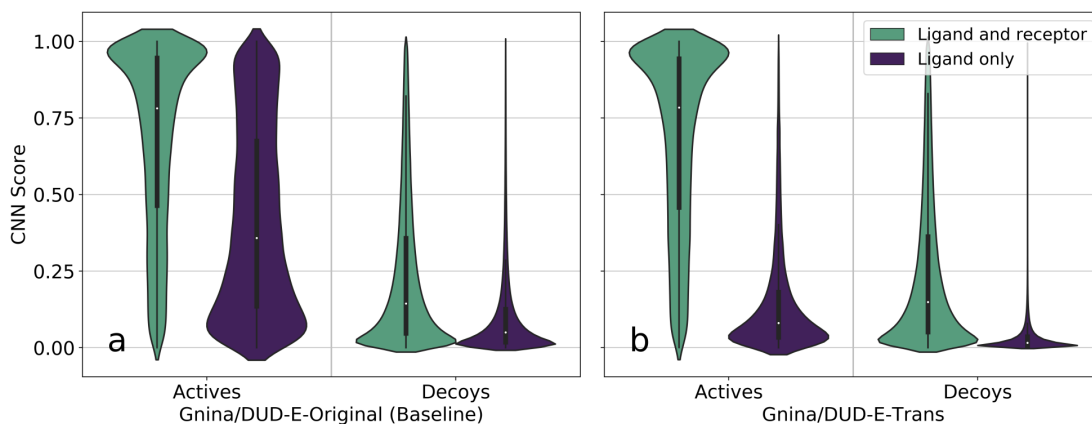 CNN Score
1.00
0.75
0.50
0.25
0.00
a
Actives
Decoys
Gnina/DUD-E-Original (Baseline)
Ligand and receptor
Ligand only
b
Actives
Decoys
Gnina/DUD-E-Trans